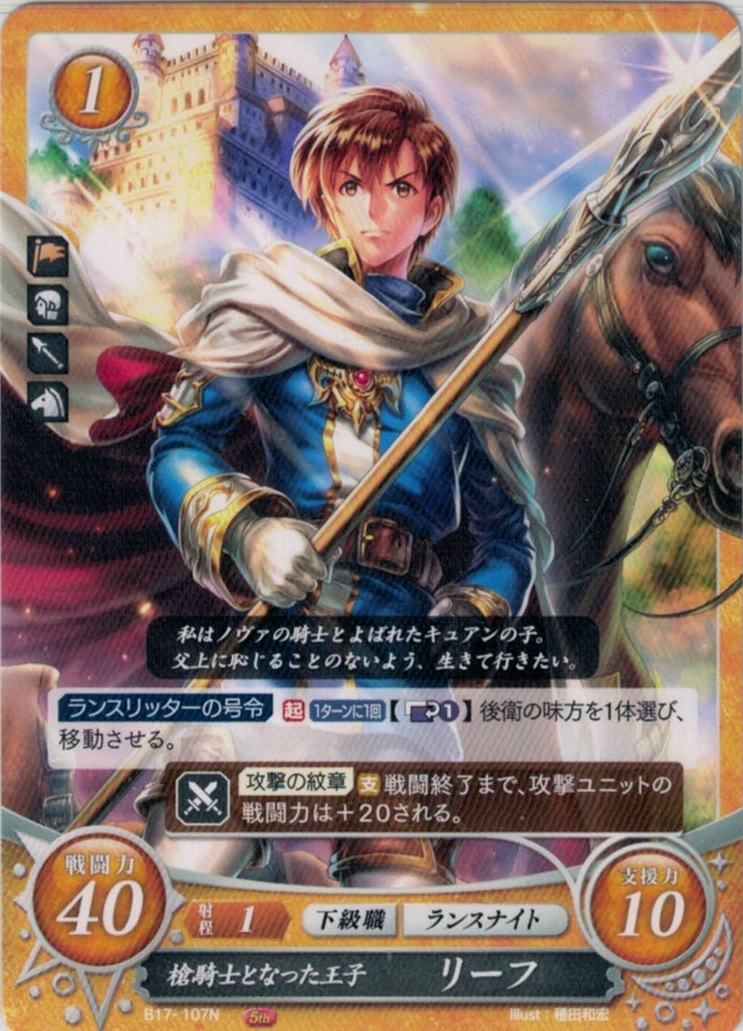 1
私はノヴァの騎士とよばれたキュアンの子。
父上に恥じることのないよう、生きて行きたい。
ランスリッターの号令 起 1ターンに1回 【 1】 後衛の味方を1体選び、
移動させる。
攻撃の紋章 支 戦闘終了まで、攻撃ユニットの
戦闘力は+20される。
戦闘力
40
射程 1 下級職 ランスナイト
支援力
10
槍騎士となった王子 リーフ
B17-107N 5th Illust:種田和宏